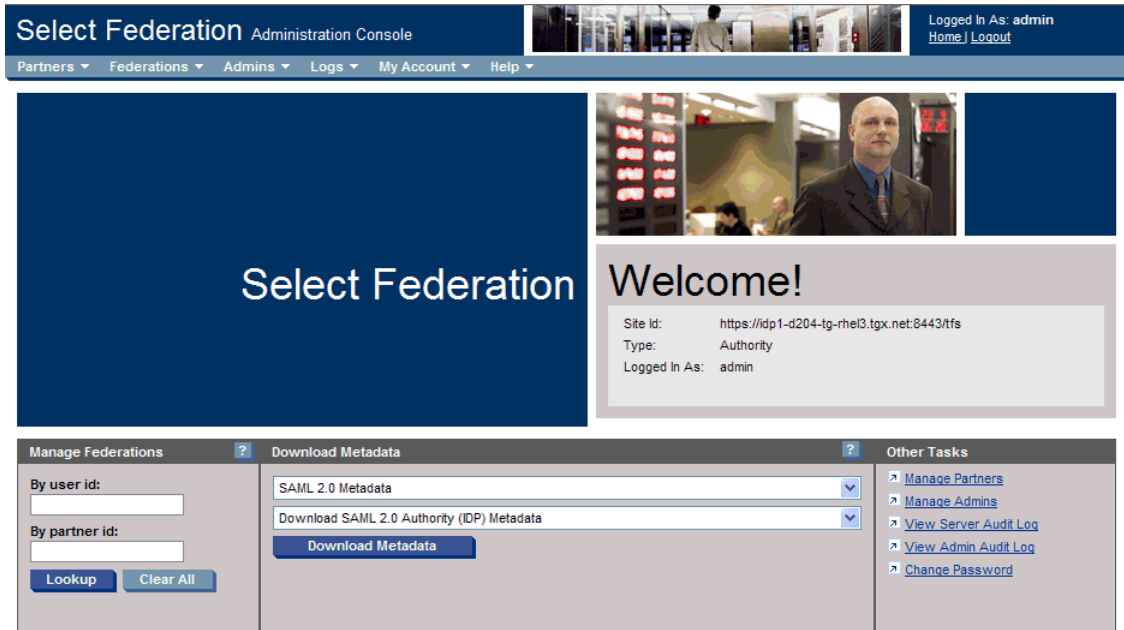 Select Federation Administration Console
Logged In As: admin
Home | Logout
Partners Federations Admins Logs My Account Help
Select Federation
Welcome!
Site Id: https://idp1-d204-tg-rhel3.tgx.net:8443/tfs
Type: Authority
Logged In As: admin
Manage Federations ?
By user id:
By partner id:
Lookup Clear All
Download Metadata ?
SAML 2.0 Metadata
Download SAML 2.0 Authority (IDP) Metadata
Download Metadata
Other Tasks
Manage Partners
Manage Admins
View Server Audit Log
View Admin Audit Log
Change Password